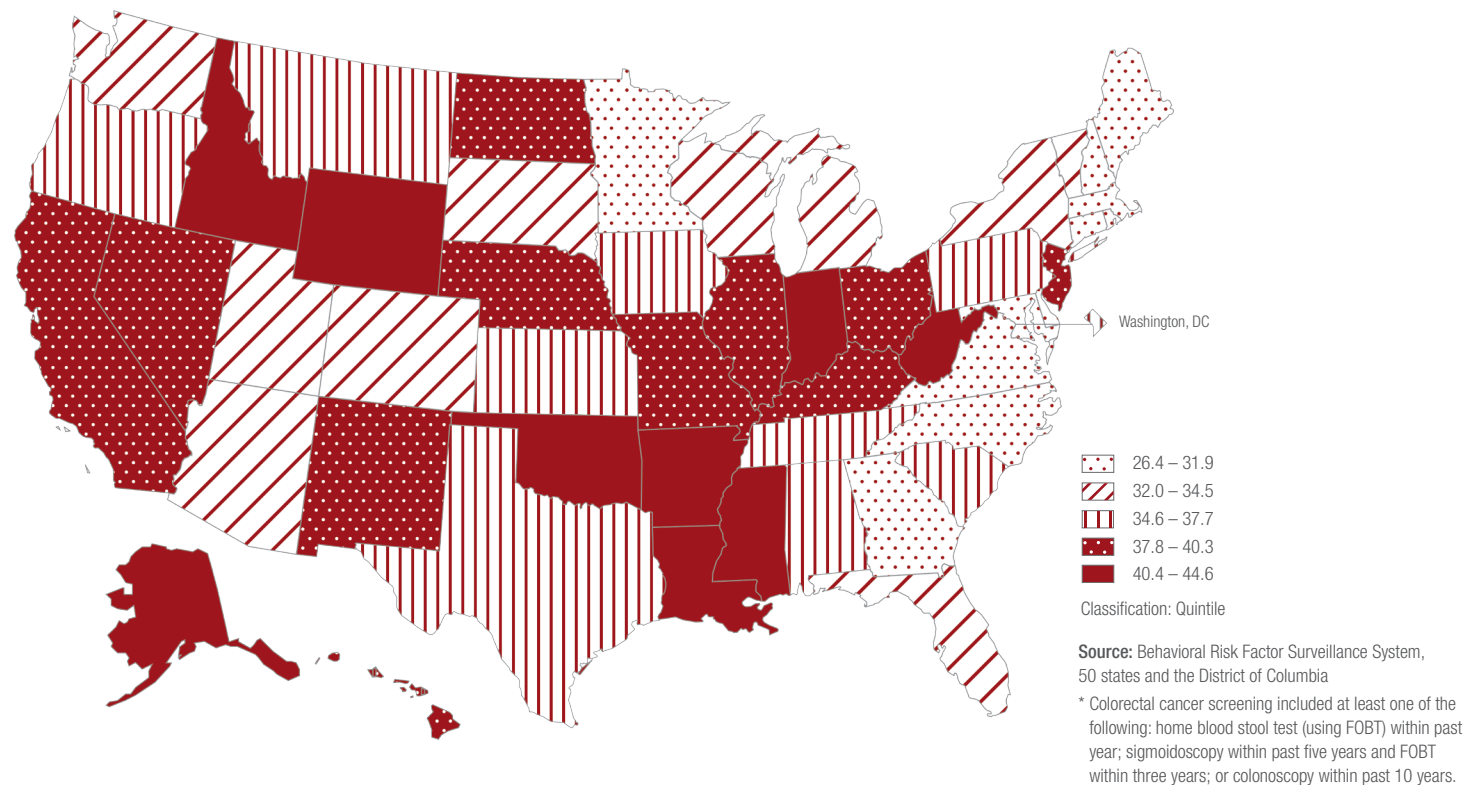 Washington, DC
26.4 – 31.9
32.0 – 34.5
34.6 – 37.7
37.8 – 40.3
40.4 – 44.6
Classification: Quintile
Source: Behavioral Risk Factor Surveillance System,
50 states and the District of Columbia
* Colorectal cancer screening included at least one of the
following: home blood stool test (using FOBT) within past
year; sigmoidoscopy within past five years and FOBT
within three years; or colonoscopy within past 10 years.